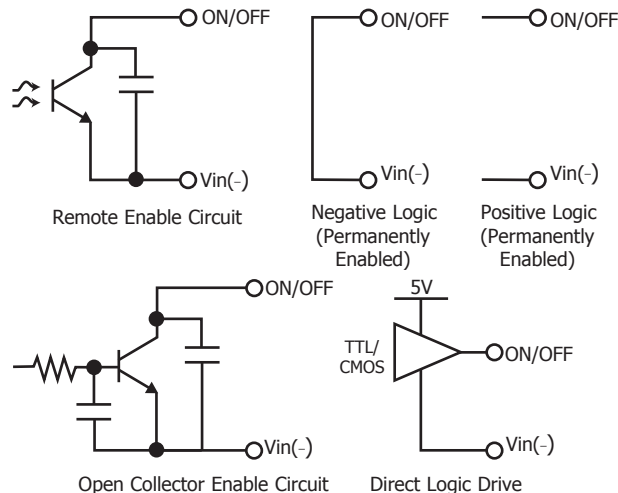 ON/OFF
Vin(-)
Remote Enable Circuit
ON/OFF
Vin(-)
Negative Logic
(Permanently
Enabled)
ON/OFF
Vin(-)
Positive Logic
(Permanently
Enabled)
ON/OFF
Vin(-)
Open Collector Enable Circuit
5V
TTL/
CMOS
ON/OFF
Vin(-)
Direct Logic Drive